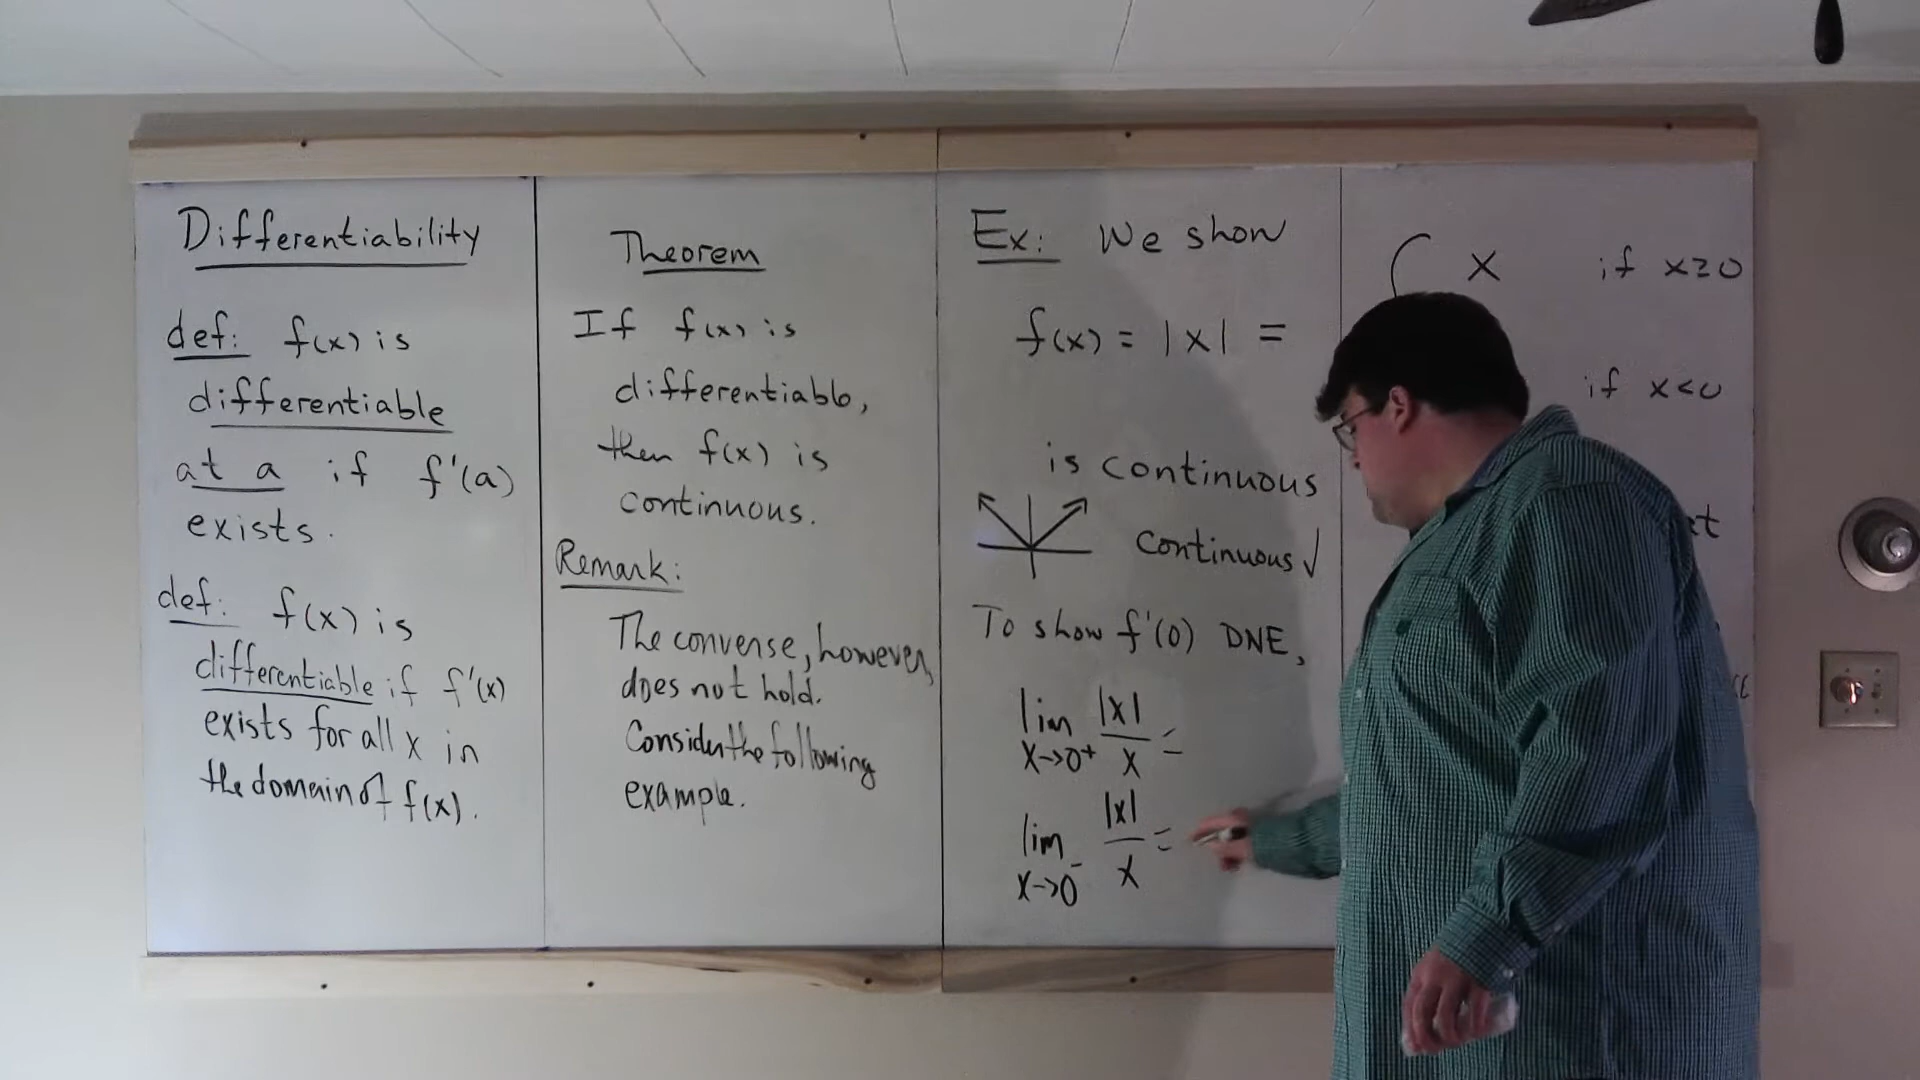 Differentiability
def: f(x) is
differentiable
at a if f'(a)
exists.
def: f(x) is
differentiable if f'(x)
exists for all x in
the domain of f(x).
Theorem
If f(x) is
differentiable,
then f(x) is
continuous.
Remark:
The converse, however,
does not hold.
Consider the following
example.
Ex: We show
f(x) = |x| =
is continuous
continuous ✓
To show f'(0) DNE,
lim x→0⁺ |x|/x =
lim x→0⁻ |x|/x =
{ x if x≥0
if x<0